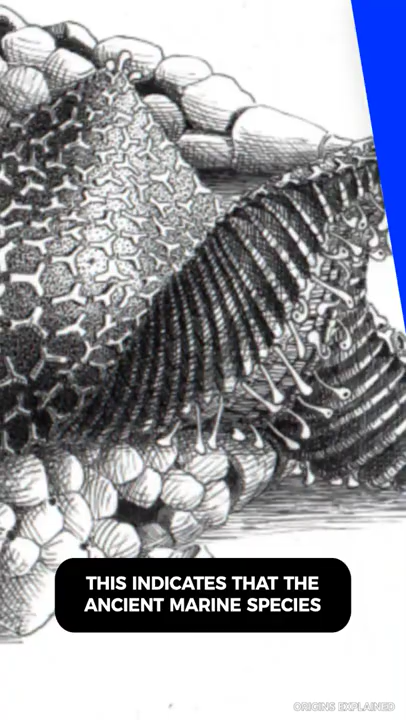 THIS INDICATES THAT THE
ANCIENT MARINE SPECIES
ORIGINS EXPLAINED